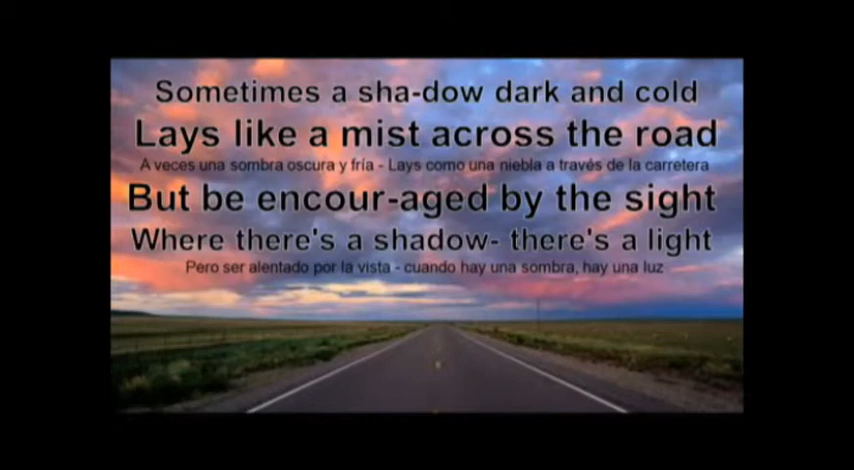 Sometimes a sha-dow dark and cold
Lays like a mist across the road
A veces una sombra oscura y fría - Lays como una niebla a través de la carretera
But be encour-aged by the sight
Where there's a shadow- there's a light
Pero ser alentado por la vista - cuando hay una sombra, hay una luz